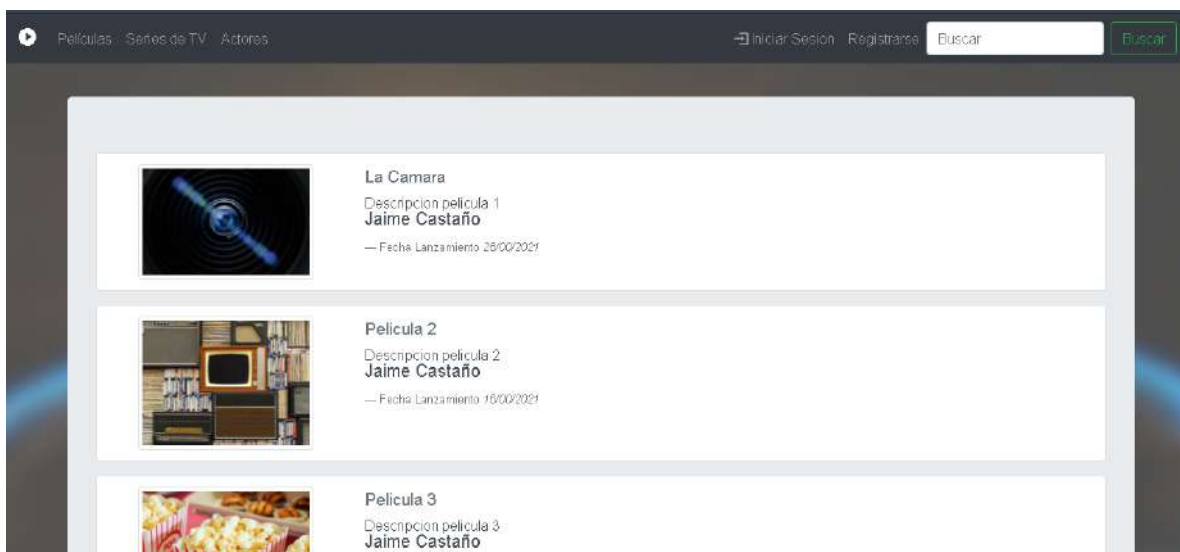 Películas Series de TV Actores Iniciar Sesion Registrarse Buscar Buscar
La Camara
Descripcion pelicula 1
Jaime Castaño
— Fecha Lanzamiento 26/00/2021
Pelicula 2
Descripcion pelicula 2
Jaime Castaño
— Fecha Lanzamiento 16/00/2021
Pelicula 3
Descripcion pelicula 3
Jaime Castaño